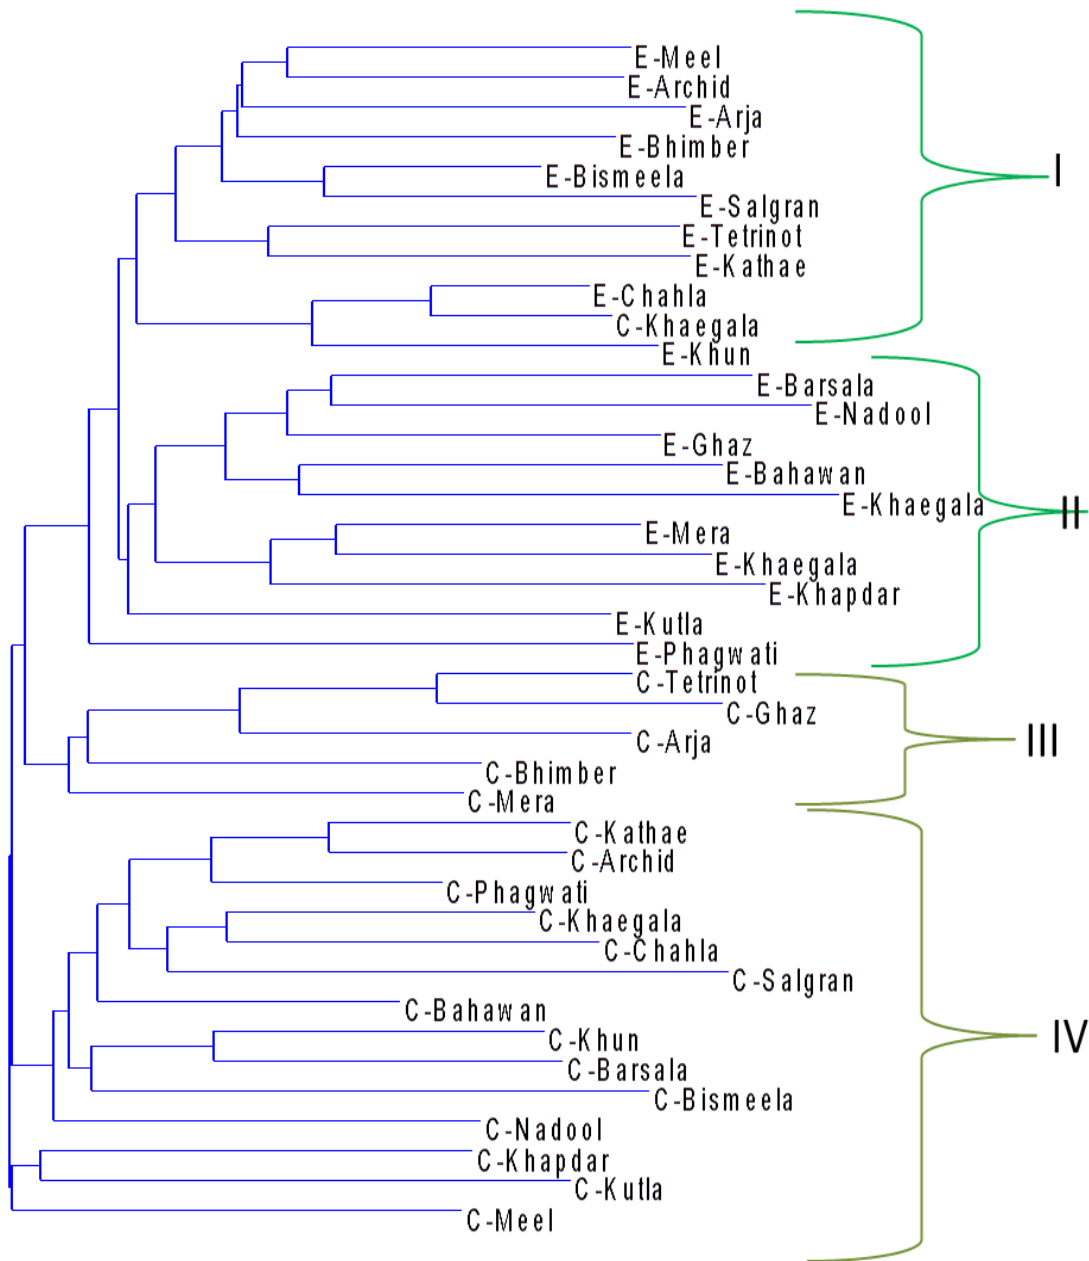 E-Meel
E-Archid
E-Arja
E-Bhimber
E-Bismeela
I
E-Salgran
E-Tetrinot
E-Kathae
E-Chahla
C-Khaegala
E-Khun
E-Barsala
E-Nadool
E-Ghaz
E-Bahawan
E-Khaegala
II
E-Mera
E-Khaegala
E-Khapdar
E-Kutla
E-Phagwati
C-Tetrinot
C-Ghaz
C-Arja
III
C-Bhimber
C-Mera
C-Kathae
C-Archid
C-Phagwati
C-Khaegala
C-Chahla
C-Salgran
C-Bahawan
C-Khun
IV
C-Barsala
C-Bismeela
C-Nadool
C-Khapdar
C-Kutla
C-Meel